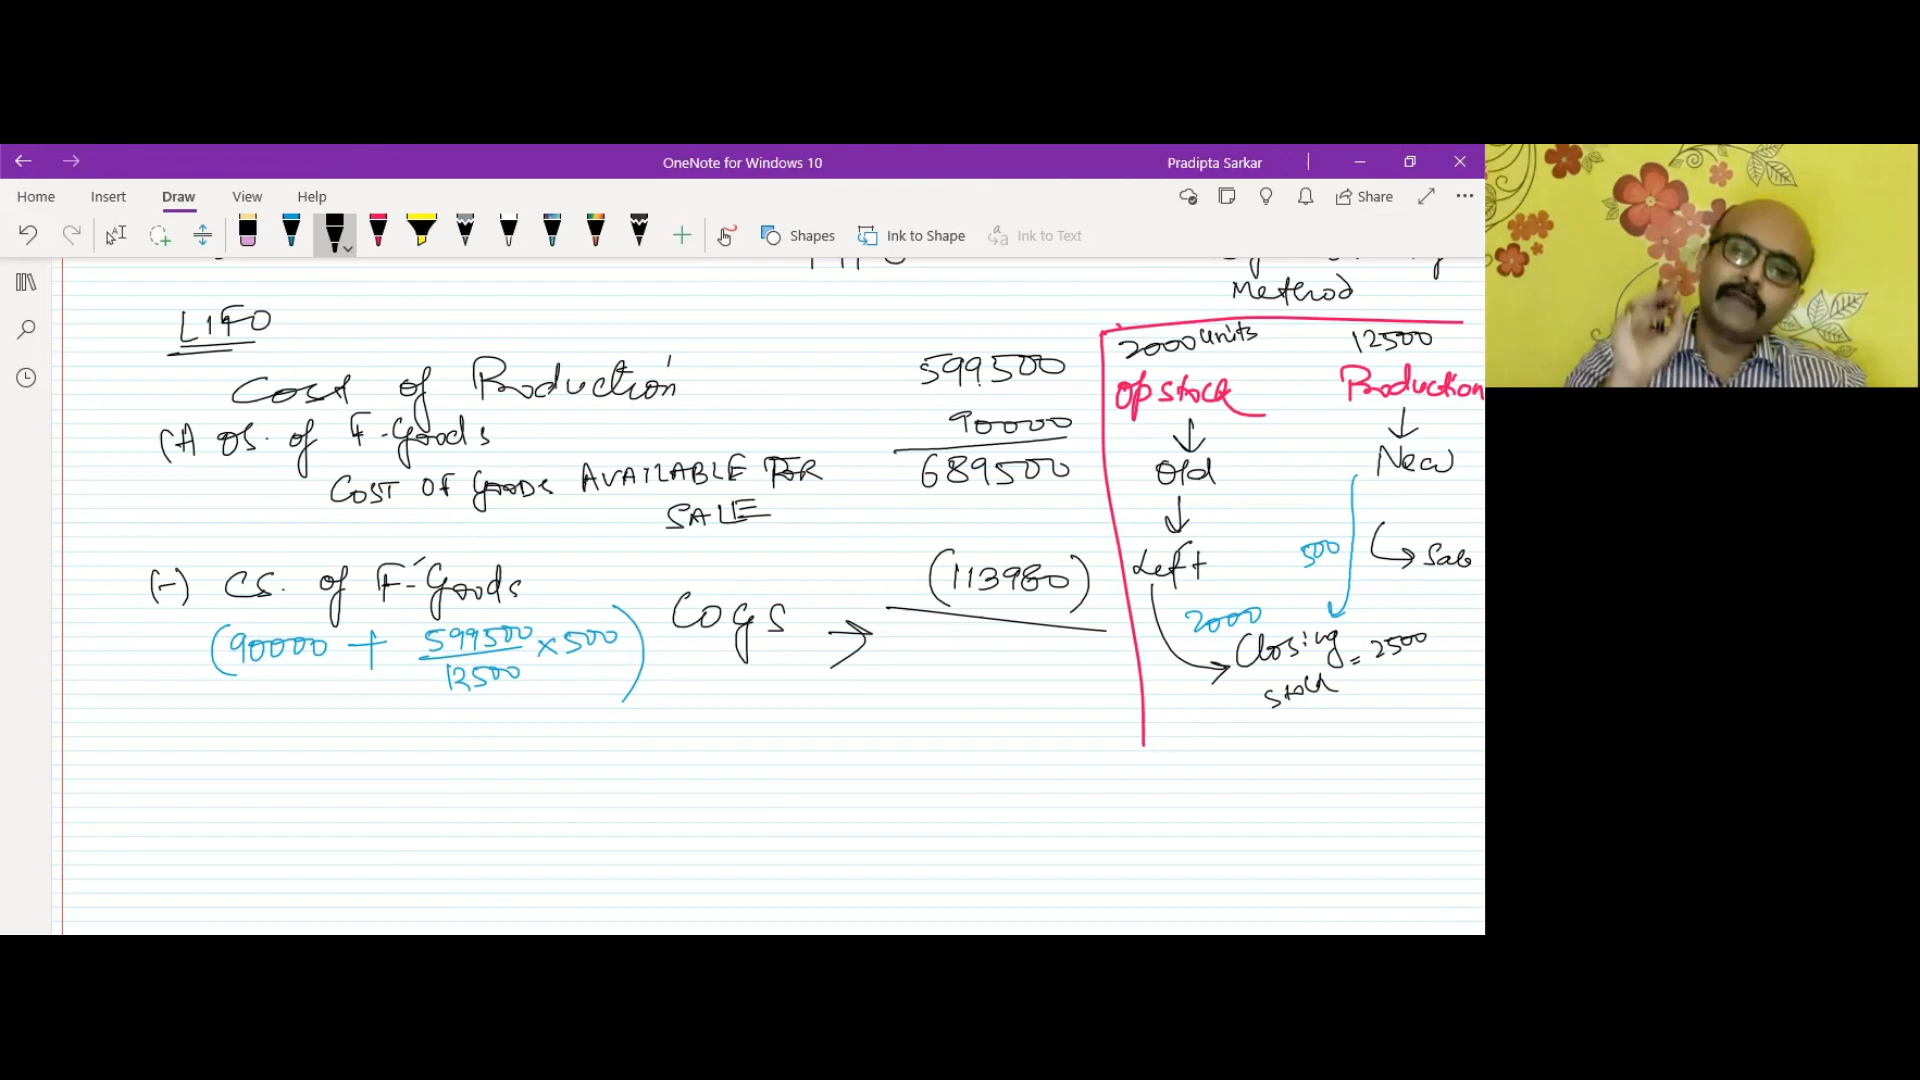 OneNote for Windows 10
Pradipta Sarkar
Home Insert Draw View Help
Share
Shapes
Ink to Shape
Ink to Text
Method
LIFO
Cost of Production 599500
(A OS. of F-Goods 90000
COST OF Goods AVAILABLE FOR SALE 689500
(-) CS. of F-Goods (113980)
(90000 + 599500/12500 × 500)
COGS →
2000 units 12500
Op stock Production
↓ ↓
Old New
↓
Left 500 Sale
2000
Closing stock = 2500